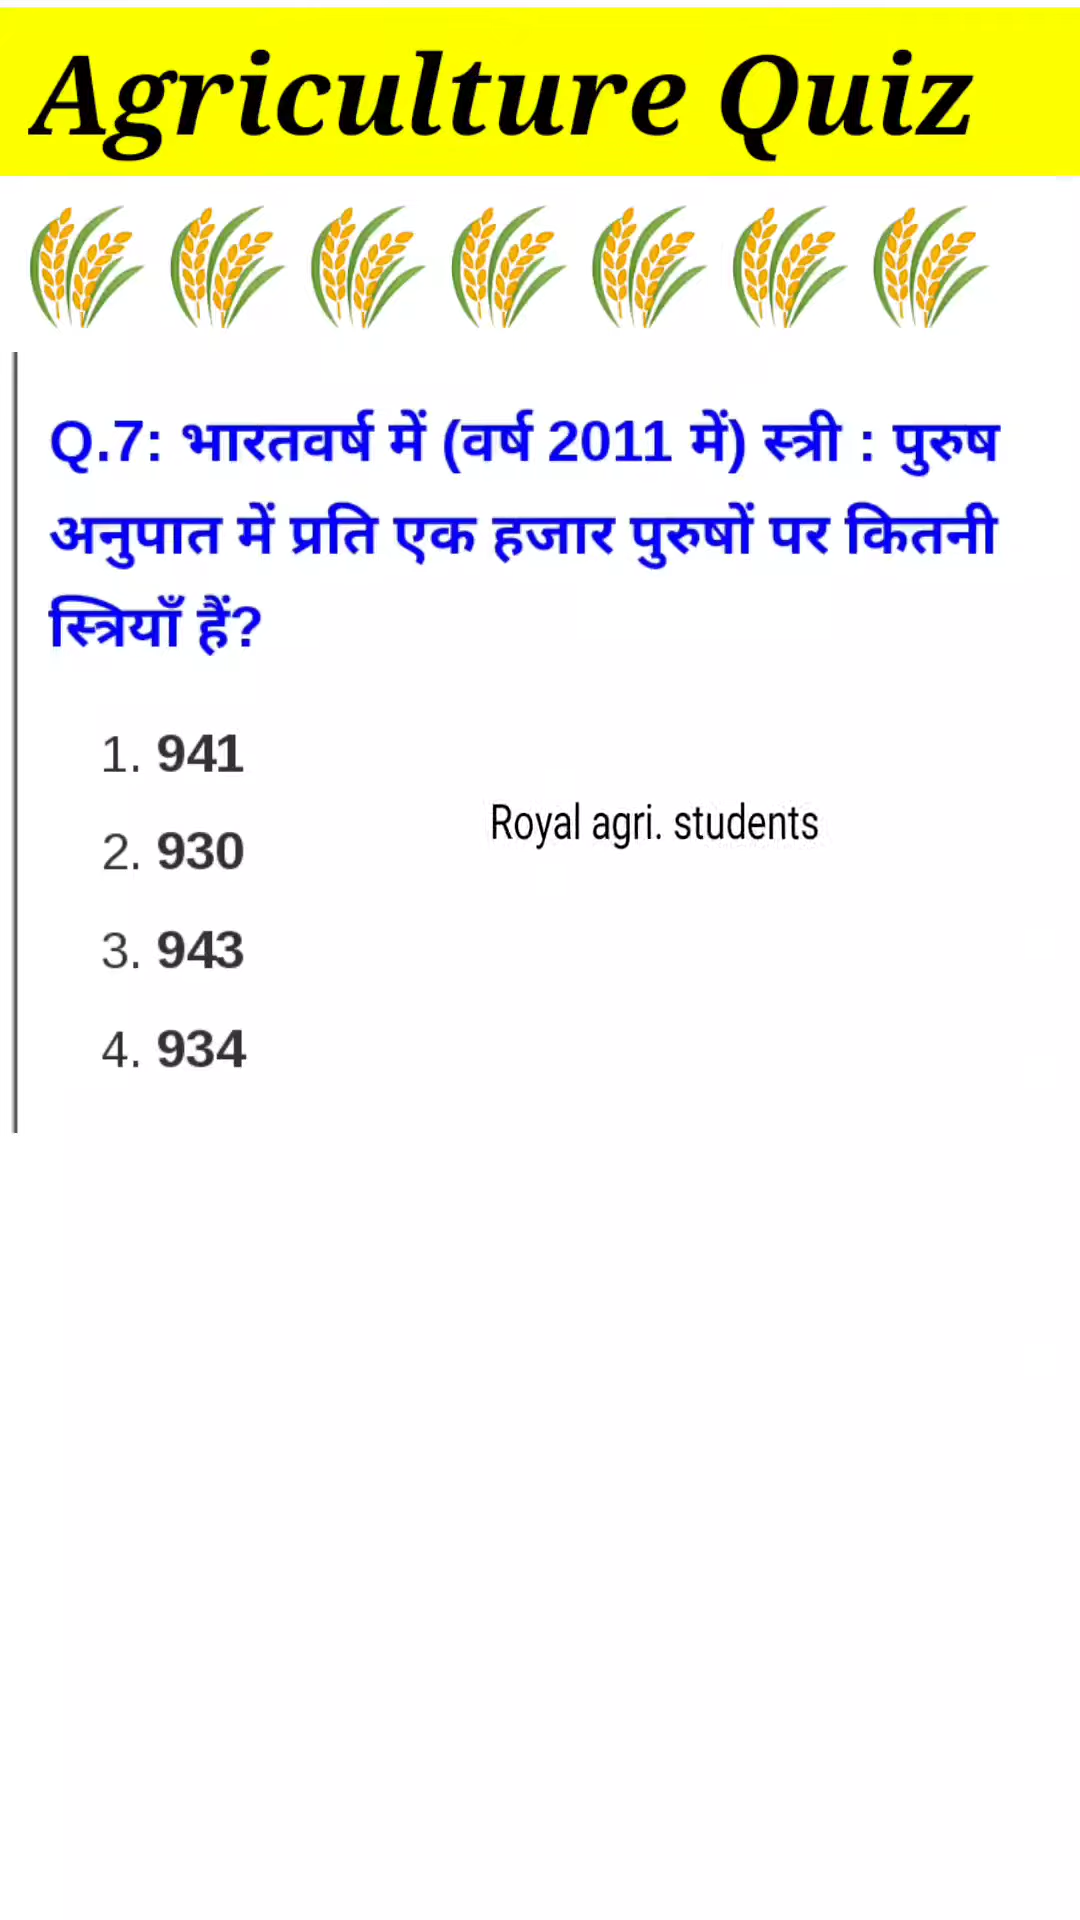 Agriculture Quiz
Q.7: भारतवर्ष में (वर्ष 2011 में) स्त्री : पुरुष
अनुपात में प्रति एक हजार पुरुषों पर कितनी
स्त्रियाँ हैं?
1. 941
Royal agri. students
2. 930
3. 943
4. 934